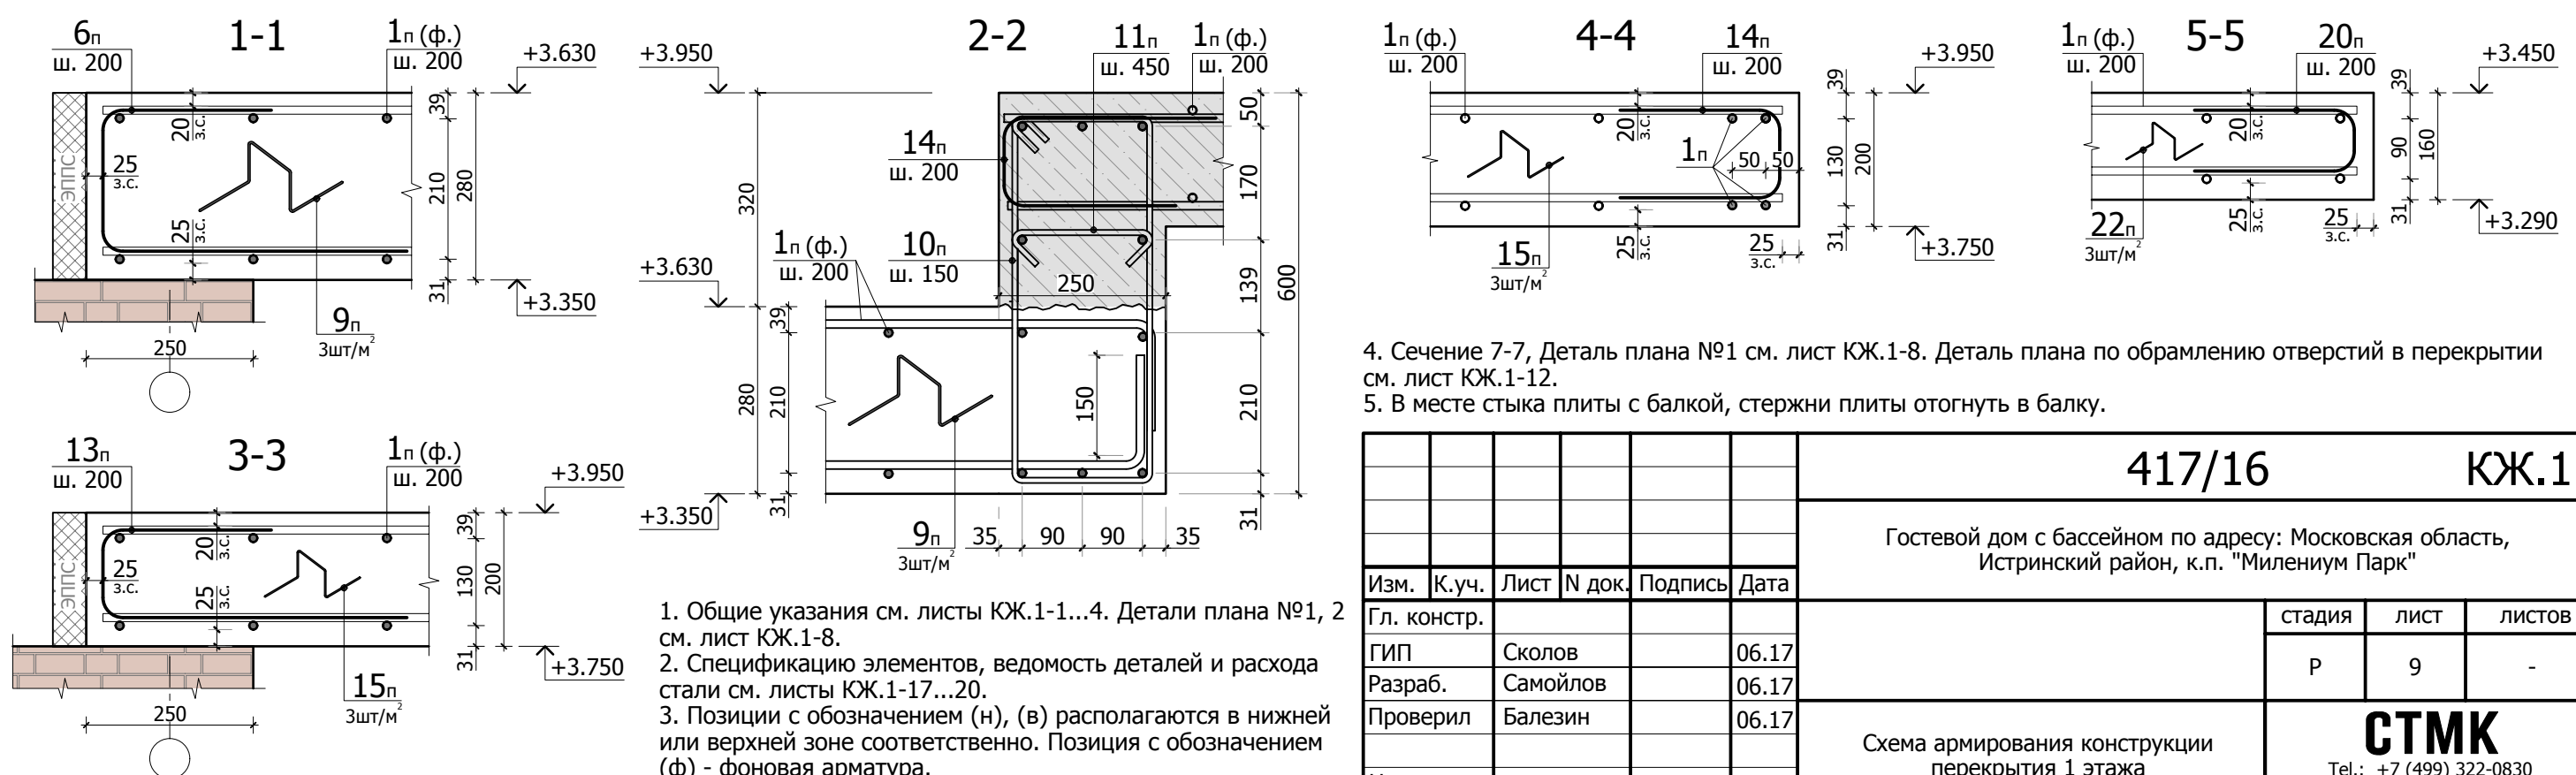 1-1
6п
ш. 200
1п (ф.)
ш. 200
+3.630
39
20
з.с.
25
з.с.
ЭППС
210
280
25
з.с.
31
+3.350
9п
3шт/м²
250
3-3
13п
ш. 200
1п (ф.)
ш. 200
+3.950
39
20
з.с.
25
з.с.
ЭППС
130
200
25
з.с.
31
+3.750
15п
3шт/м²
250
2-2
+3.950
11п
ш. 450
1п (ф.)
ш. 200
50
14п
ш. 200
170
320
1п (ф.)
ш. 200
10п
ш. 150
+3.630
250
139
600
39
280
210
150
210
31
+3.350
9п
3шт/м²
35
90
90
35
31
4-4
1п (ф.)
ш. 200
14п
ш. 200
+3.950
39
20
з.с.
1п
50
50
130
200
15п
3шт/м²
25
з.с.
25
з.с.
31
+3.750
5-5
1п (ф.)
ш. 200
20п
ш. 200
+3.450
39
20
з.с.
90
160
22п
3шт/м²
25
з.с.
25
з.с.
31
+3.290
1. Общие указания см. листы КЖ.1-1...4. Детали плана №1, 2
см. лист КЖ.1-8.
2. Спецификацию элементов, ведомость деталей и расхода
стали см. листы КЖ.1-17...20.
3. Позиции с обозначением (н), (в) располагаются в нижней
или верхней зоне соответственно. Позиция с обозначением
(ф) - фоновая арматура.
4. Сечение 7-7, Деталь плана №1 см. лист КЖ.1-8. Деталь плана по обрамлению отверстий в перекрытии
см. лист КЖ.1-12.
5. В месте стыка плиты с балкой, стержни плиты отогнуть в балку.
417/16 КЖ.1
Гостевой дом с бассейном по адресу: Московская область,
Истринский район, к.п. "Милениум Парк"
Изм. К.уч. Лист N док. Подпись Дата
Гл. констр.
ГИП Сколов 06.17
Разраб. Самойлов 06.17
Проверил Балезин 06.17
стадия лист листов
Р 9 -
Схема армирования конструкции
перекрытия 1 этажа
СТМК
Tel.: +7 (499) 322-0830